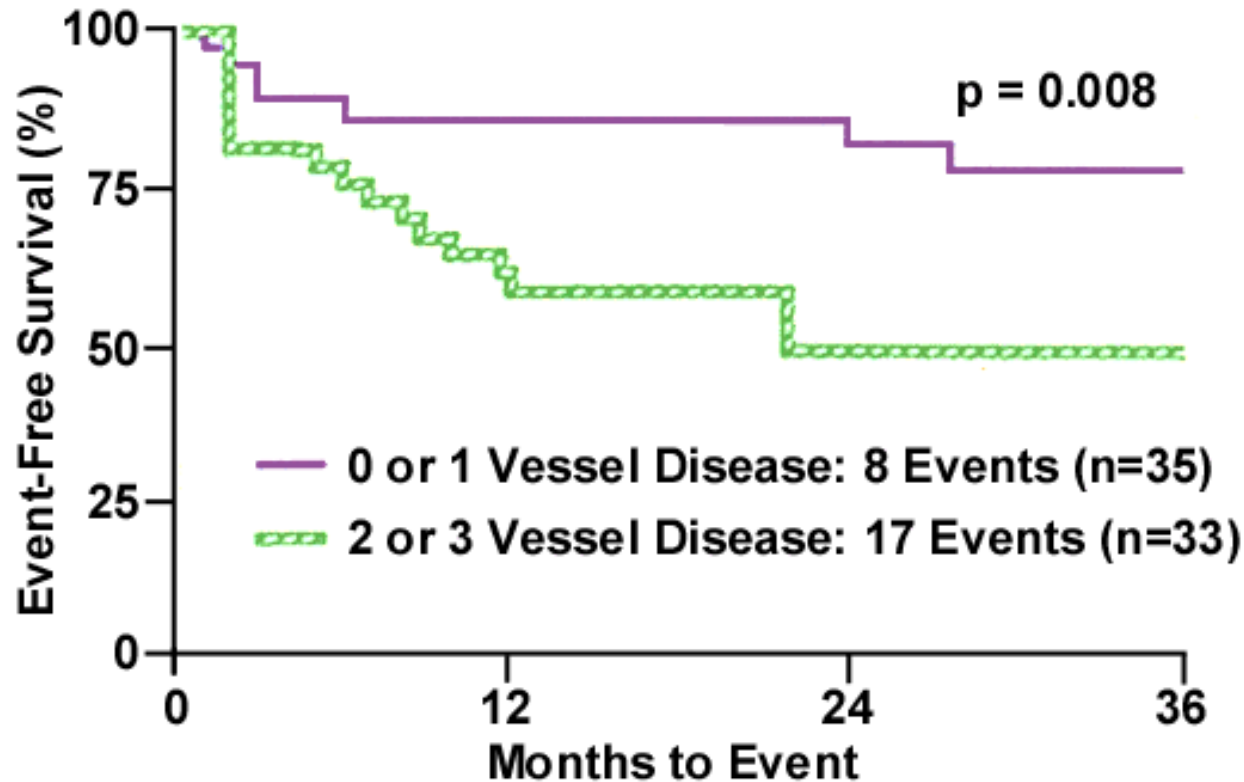 Event-Free Survival (%)
100
75
50
25
0
p = 0.008
0 or 1 Vessel Disease: 8 Events (n=35)
2 or 3 Vessel Disease: 17 Events (n=33)
0 12 24 36
Months to Event